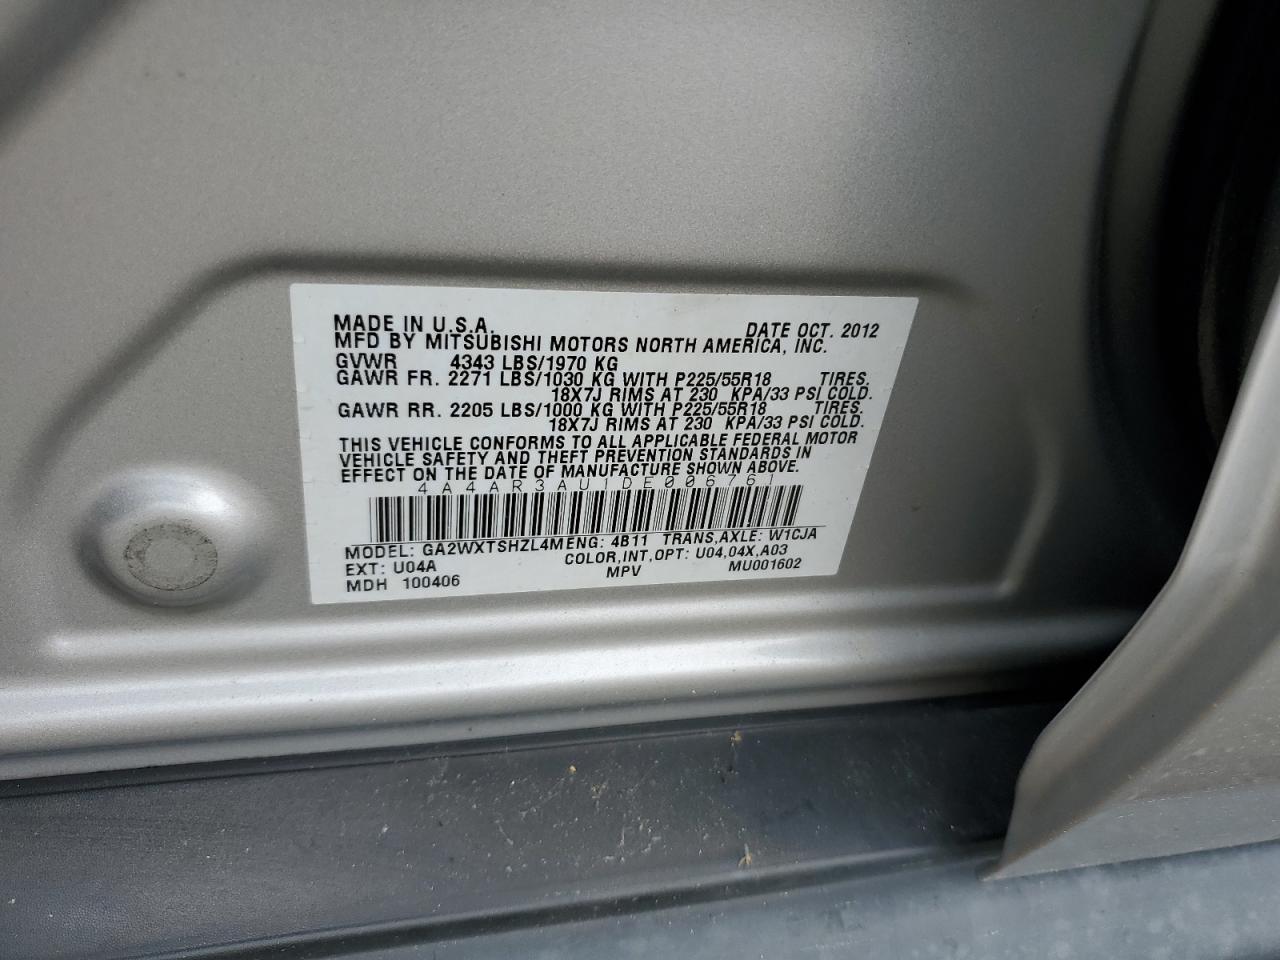 MADE IN U.S.A. DATE OCT. 2012
MFD BY MITSUBISHI MOTORS NORTH AMERICA, INC.
GVWR 4343 LBS/1970 KG
GAWR FR. 2271 LBS/1030 KG WITH P225/55R18 TIRES.
18X7J RIMS AT 230 KPA/33 PSI COLD.
GAWR RR. 2205 LBS/1000 KG WITH P225/55R18 TIRES.
18X7J RIMS AT 230 KPA/33 PSI COLD.
THIS VEHICLE CONFORMS TO ALL APPLICABLE FEDERAL MOTOR
VEHICLE SAFETY AND THEFT PREVENTION STANDARDS IN
EFFECT ON THE DATE OF MANUFACTURE SHOWN ABOVE.
4A4AR3AU1DE006761
MODEL: GA2WXTSHZL4MENG: 4B11 TRANS,AXLE: W1CJA
EXT: U04A COLOR,INT,OPT: U04,04X,A03
MDH 100406 MPV MU001602